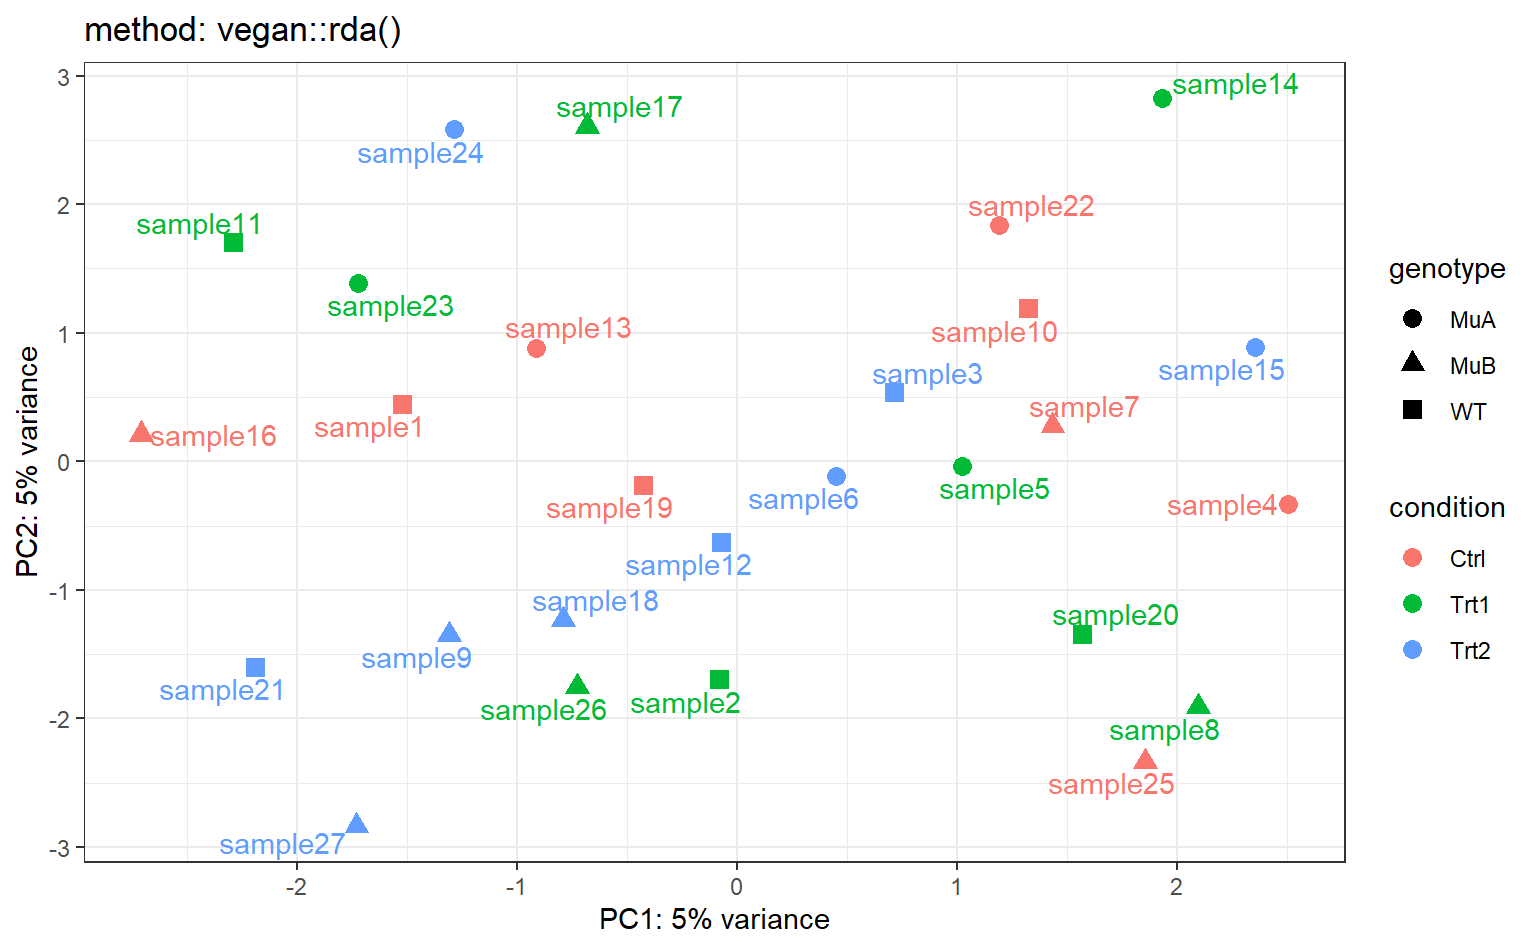 method: vegan::rda()
3
2
1
0
-1
-2
-3
PC2: 5% variance
sample14
sample17
sample24
sample22
sample11
sample23
sample13
sample10
sample3
sample15
sample7
sample1
sample16
sample6
sample5
sample4
sample19
sample12
sample18
sample20
sample9
sample21
sample26
sample2
sample8
sample25
sample27
-2
-1
0
1
2
PC1: 5% variance
genotype
MuA
MuB
WT
condition
Ctrl
Trt1
Trt2